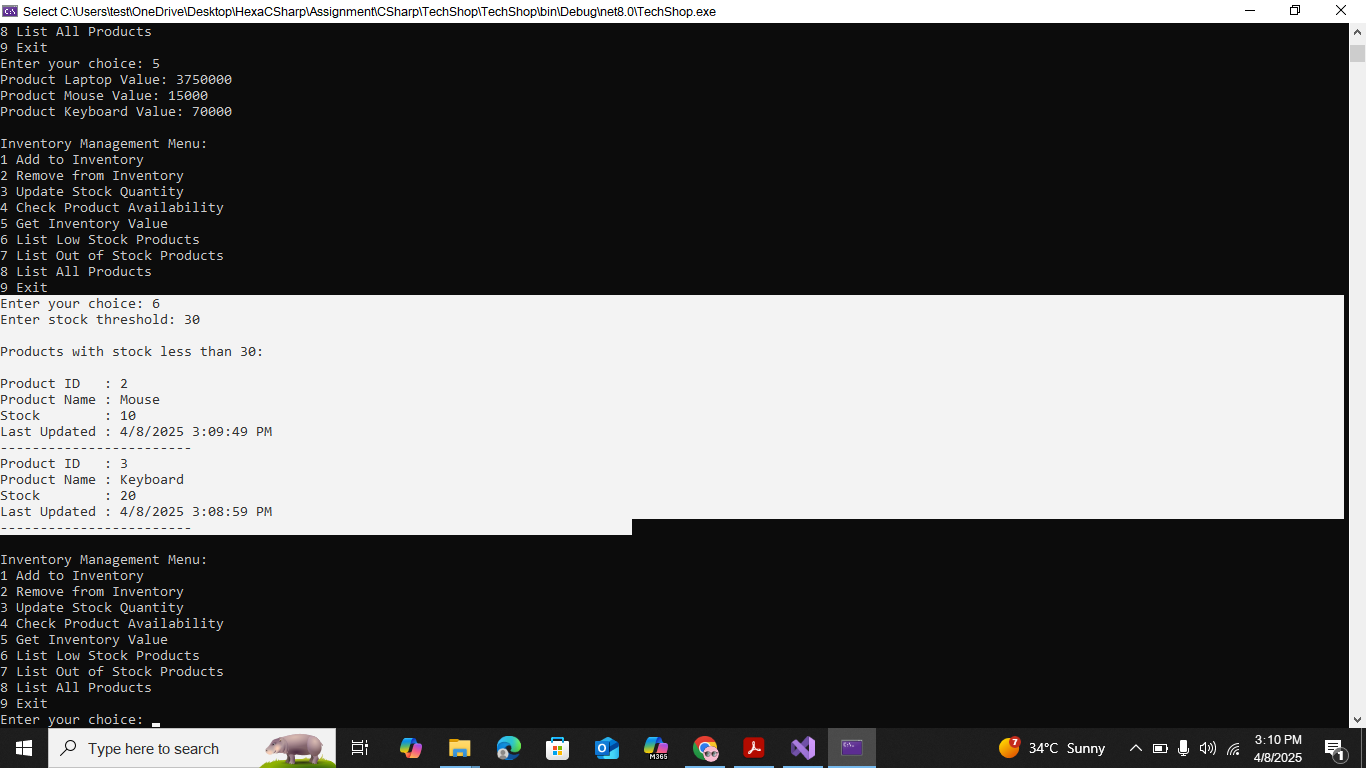 Select C:\Users\test\OneDrive\Desktop\HexaCSharp\Assignment\CSharp\TechShop\TechShop\bin\Debug\net8.0\TechShop.exe
8 List All Products
9 Exit
Enter your choice: 5
Product Laptop Value: 3750000
Product Mouse Value: 15000
Product Keyboard Value: 70000
Inventory Management Menu:
1 Add to Inventory
2 Remove from Inventory
3 Update Stock Quantity
4 Check Product Availability
5 Get Inventory Value
6 List Low Stock Products
7 List Out of Stock Products
8 List All Products
9 Exit
Enter your choice: 6
Enter stock threshold: 30
Products with stock less than 30:
Product ID   : 2
Product Name : Mouse
Stock        : 10
Last Updated : 4/8/2025 3:09:49 PM
------------------------
Product ID   : 3
Product Name : Keyboard
Stock        : 20
Last Updated : 4/8/2025 3:08:59 PM
------------------------
Inventory Management Menu:
1 Add to Inventory
2 Remove from Inventory
3 Update Stock Quantity
4 Check Product Availability
5 Get Inventory Value
6 List Low Stock Products
7 List Out of Stock Products
8 List All Products
9 Exit
Enter your choice:
Type here to search
M365
7
34°C Sunny
3:10 PM
4/8/2025
1